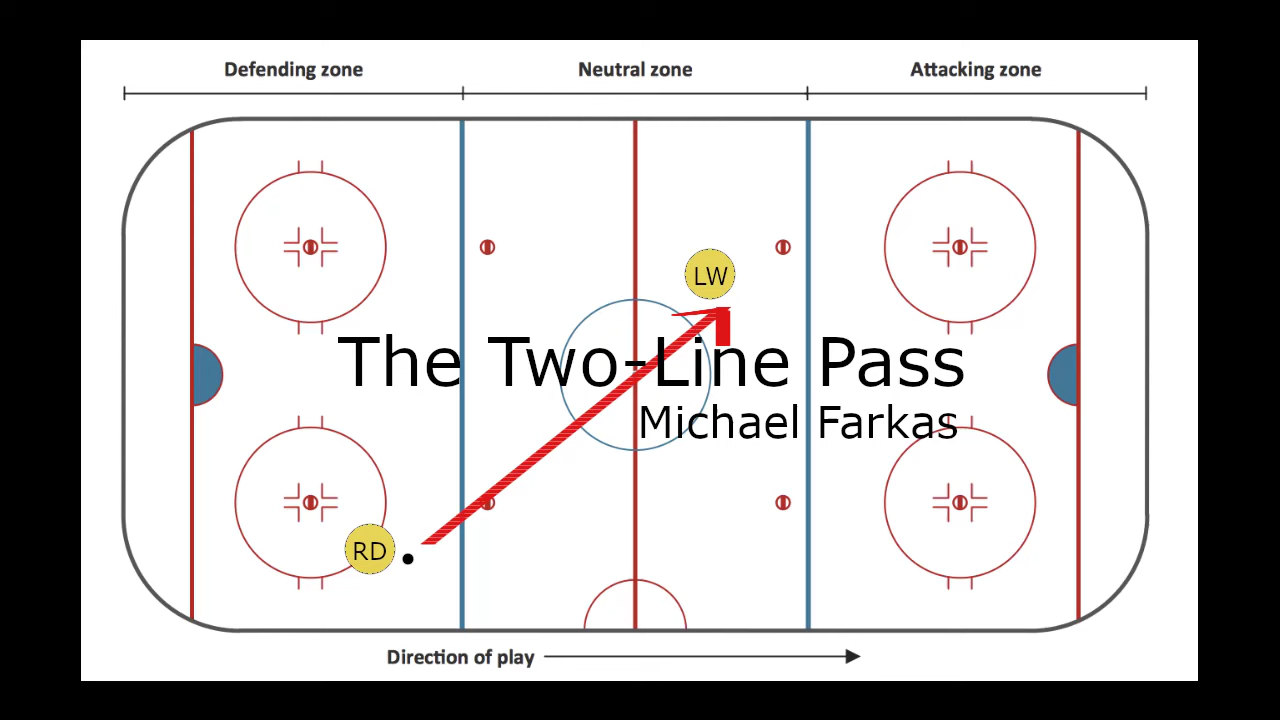 Defending zone
Neutral zone
Attacking zone
LW
The Two-Line Pass
Michael Farkas
RD
Direction of play